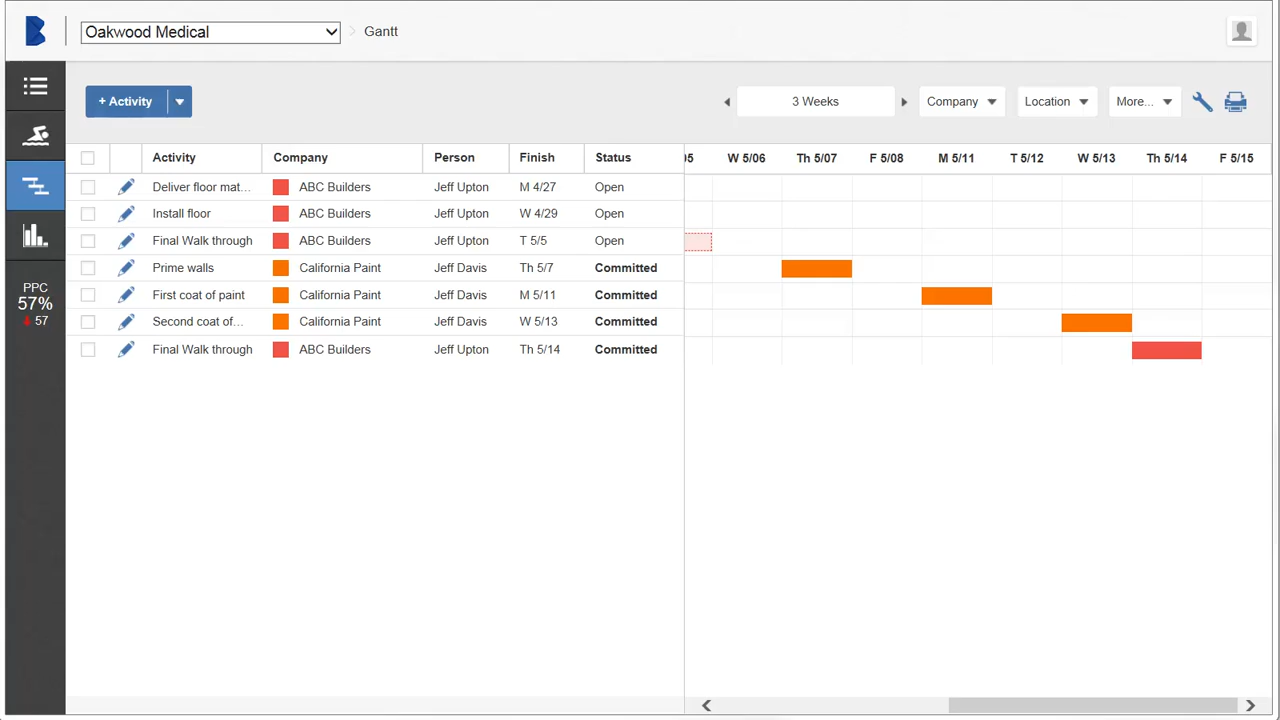 Oakwood Medical Gantt
+ Activity 3 Weeks Company Location More...
Activity Company Person Finish Status 05 W 5/06 Th 5/07 F 5/08 M 5/11 T 5/12 W 5/13 Th 5/14 F 5/15
Deliver floor mat... ABC Builders Jeff Upton M 4/27 Open
Install floor ABC Builders Jeff Upton W 4/29 Open
Final Walk through ABC Builders Jeff Upton T 5/5 Open
Prime walls California Paint Jeff Davis Th 5/7 Committed
First coat of paint California Paint Jeff Davis M 5/11 Committed
Second coat of... California Paint Jeff Davis W 5/13 Committed
Final Walk through ABC Builders Jeff Upton Th 5/14 Committed
PPC
57%
57